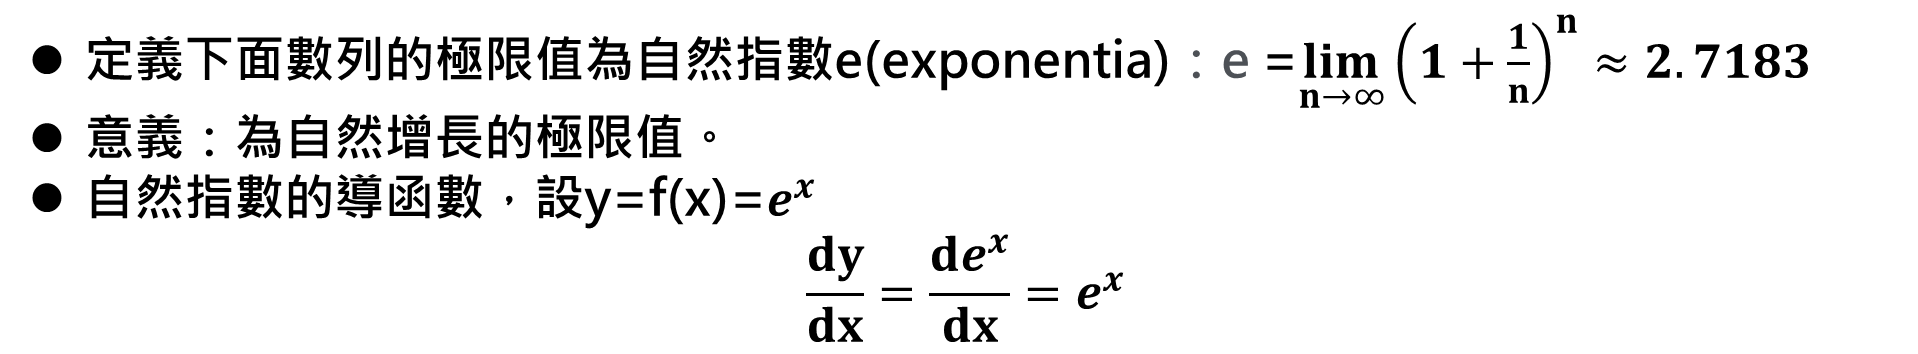 ● 定義下面數列的極限值為自然指數e(exponentia)：e = lim n→∞ (1 + 1/n)^n ≈ 2.7183
● 意義：為自然增長的極限值。
● 自然指數的導函數，設y=f(x)=e^x
dy/dx = de^x/dx = e^x